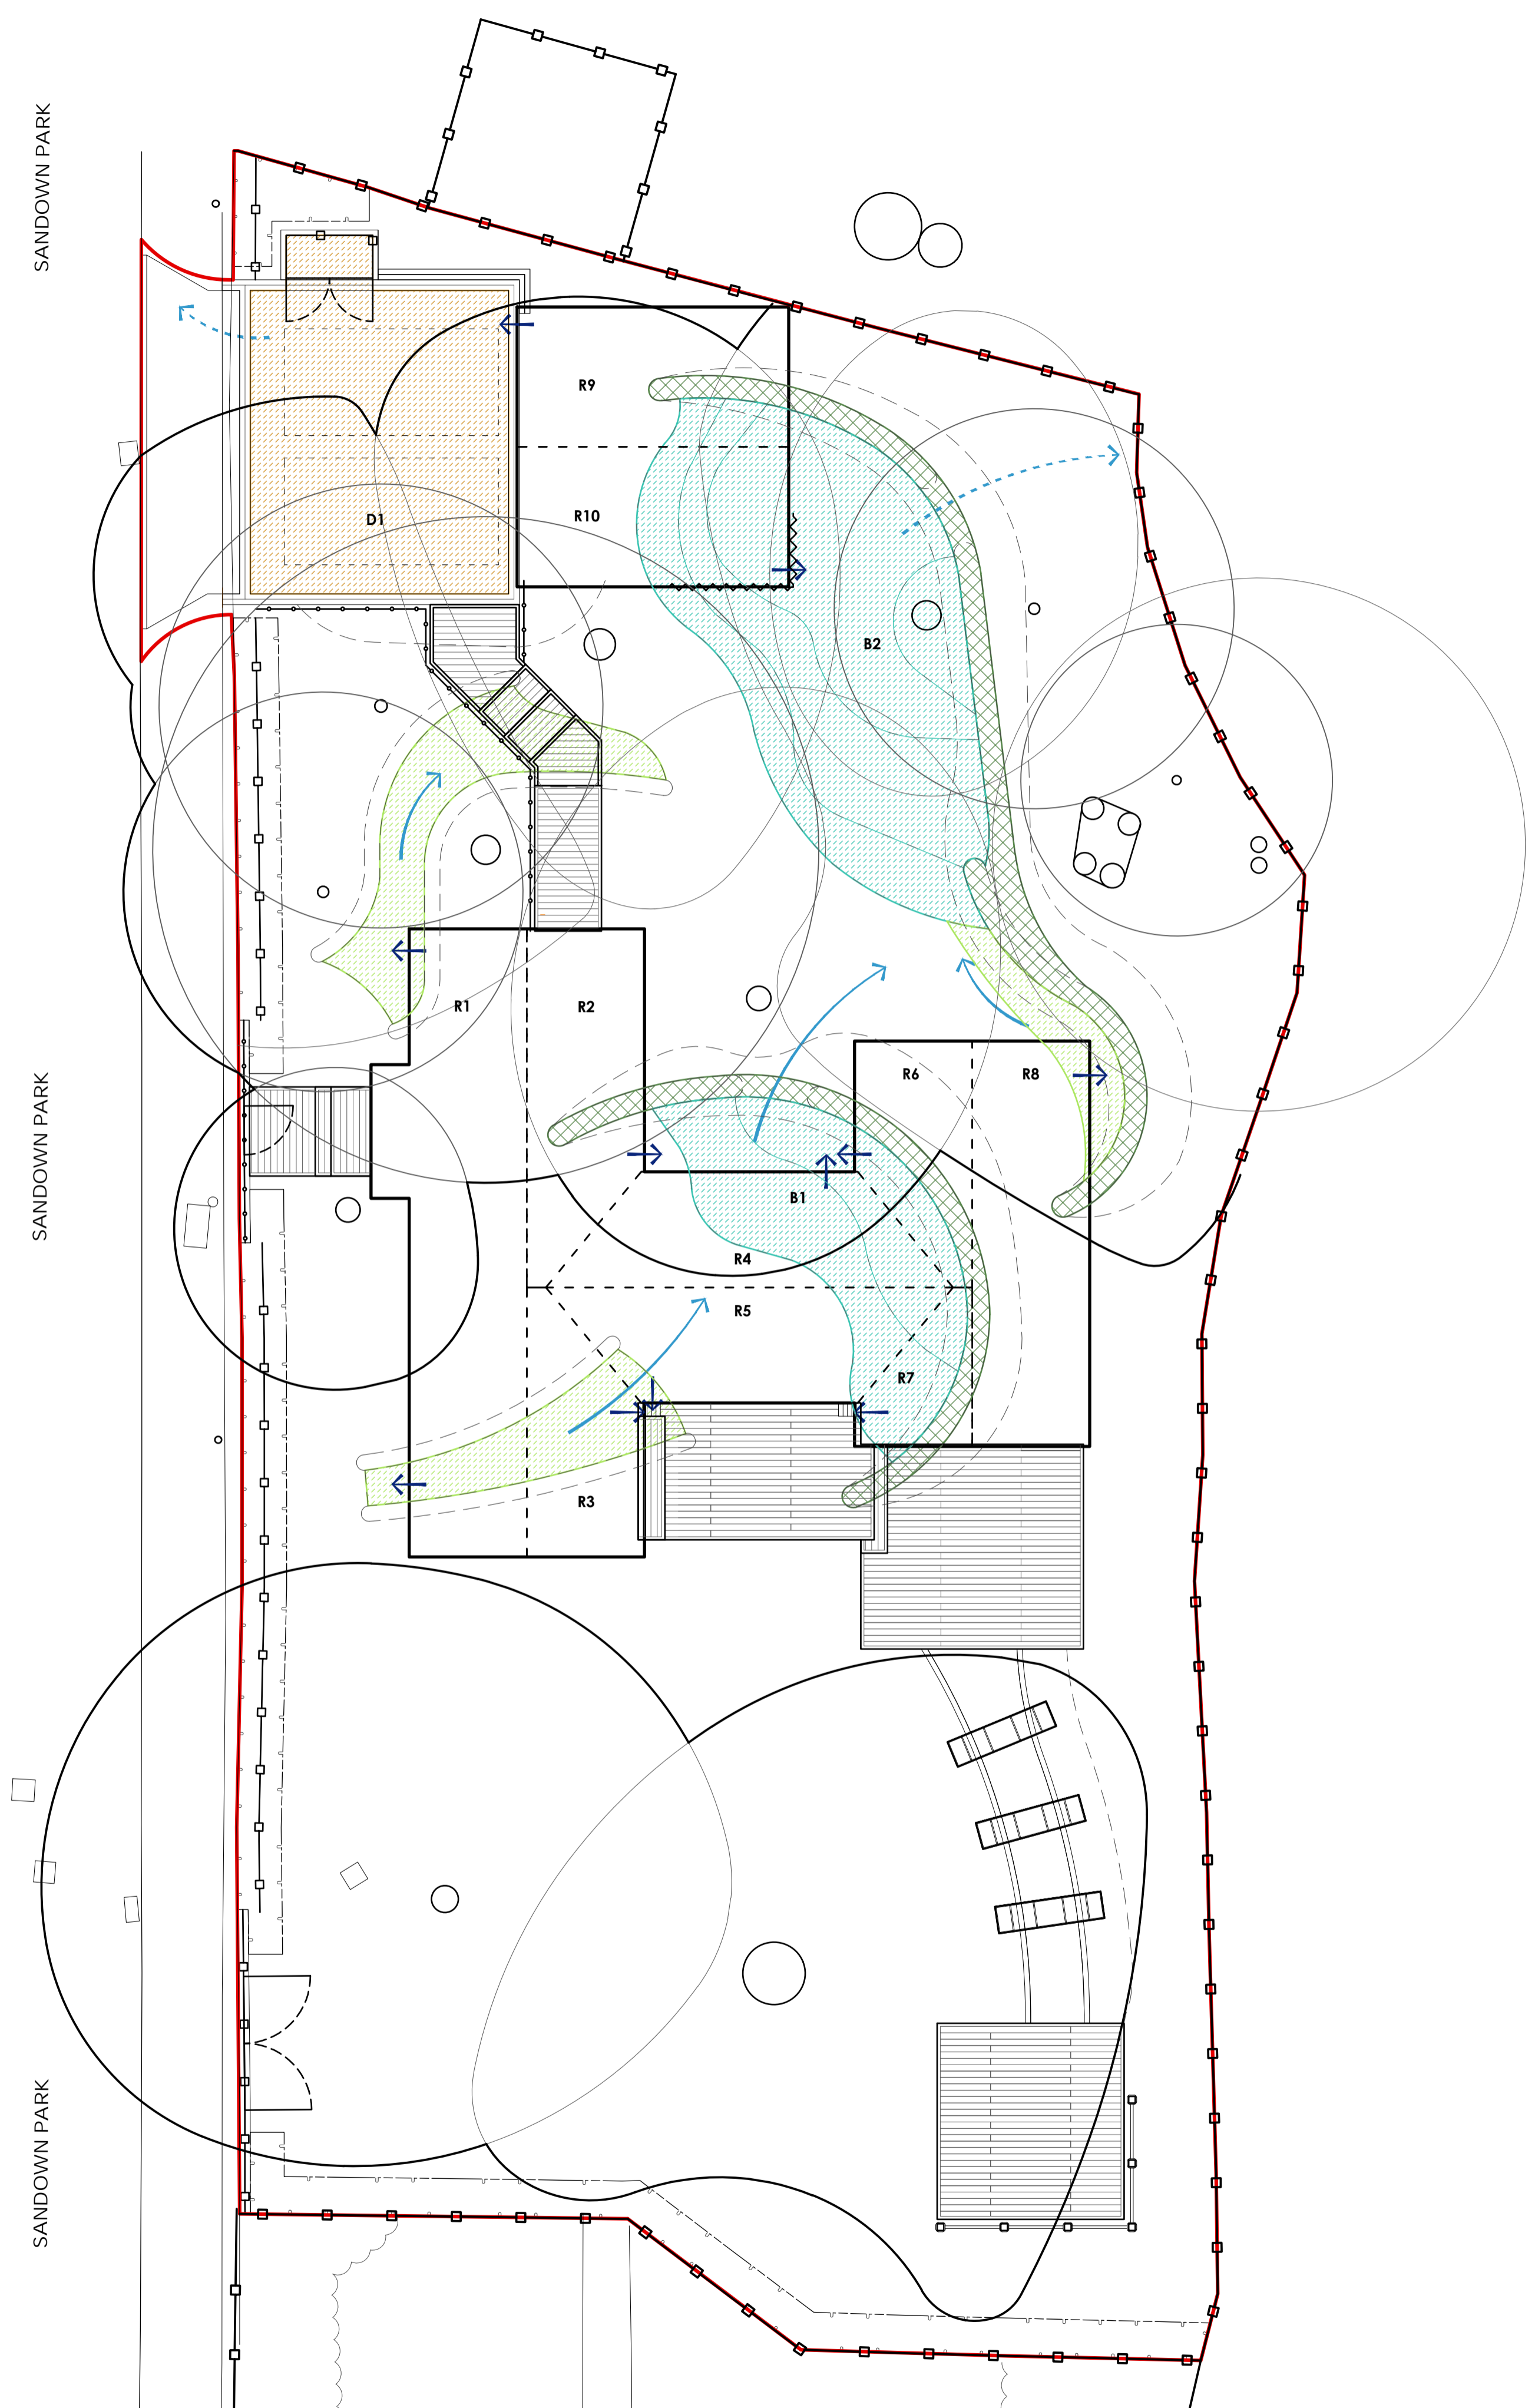 SANDOWN PARK
R9
R10
D1
B2
R1
R2
R6
R8
SANDOWN PARK
B1
R4
R5
R7
R3
SANDOWN PARK